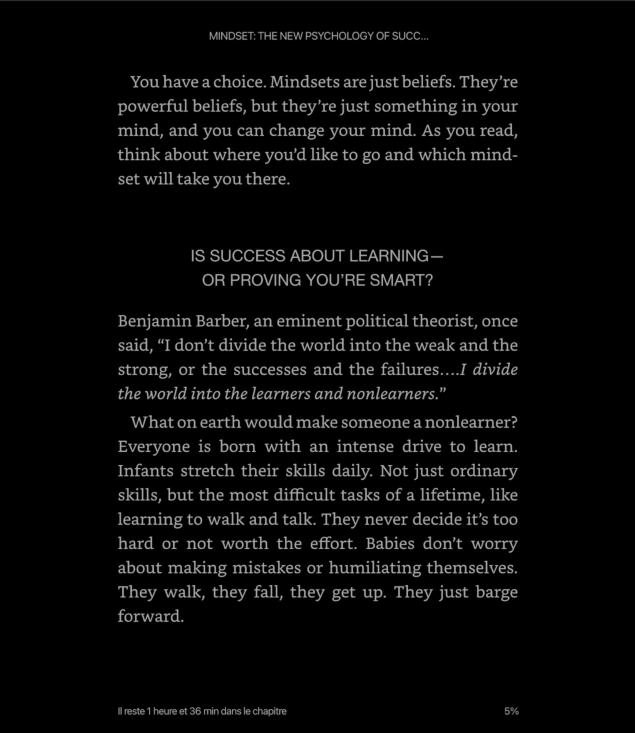 MINDSET: THE NEW PSYCHOLOGY OF SUCC...
You have a choice. Mindsets are just beliefs. They’re
powerful beliefs, but they’re just something in your
mind, and you can change your mind. As you read,
think about where you’d like to go and which mind-
set will take you there.
IS SUCCESS ABOUT LEARNING—
OR PROVING YOU’RE SMART?
Benjamin Barber, an eminent political theorist, once
said, “I don’t divide the world into the weak and the
strong, or the successes and the failures….I divide
the world into the learners and nonlearners.”
What on earth would make someone a nonlearner?
Everyone is born with an intense drive to learn.
Infants stretch their skills daily. Not just ordinary
skills, but the most difficult tasks of a lifetime, like
learning to walk and talk. They never decide it’s too
hard or not worth the effort. Babies don’t worry
about making mistakes or humiliating themselves.
They walk, they fall, they get up. They just barge
forward.
Il reste 1 heure et 36 min dans le chapitre 5%